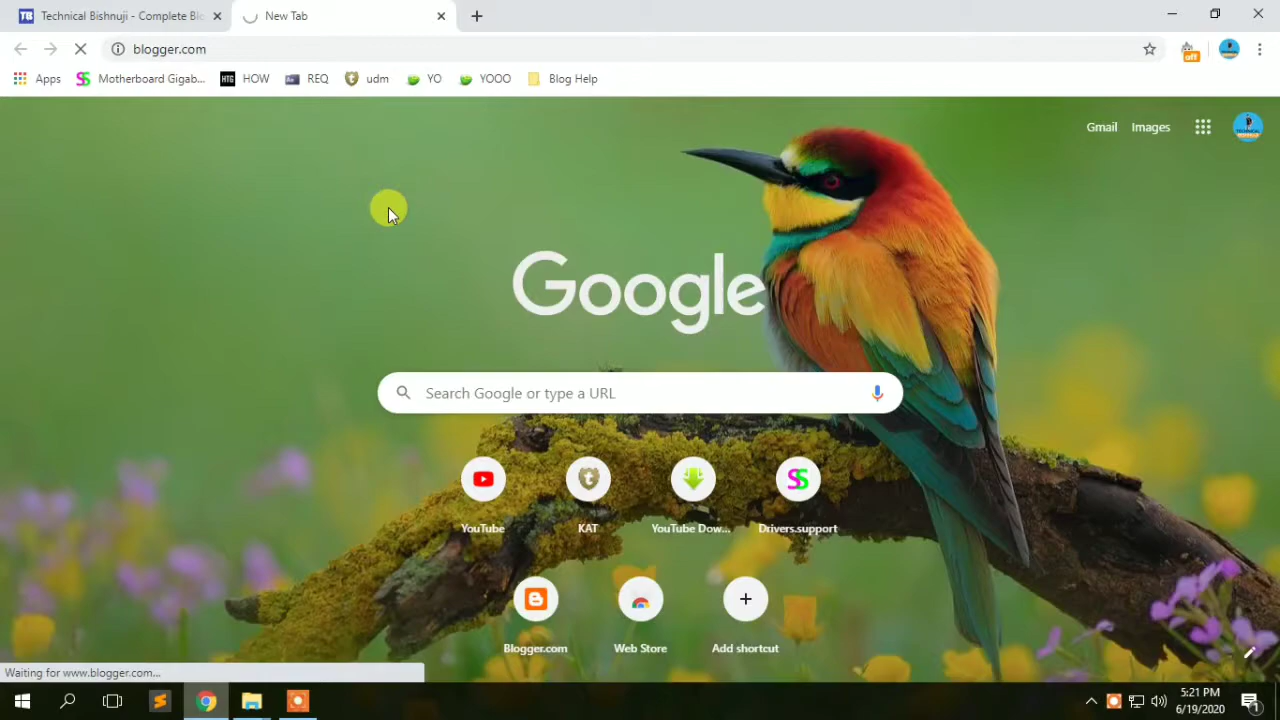 Technical Bishnuji - Complete Blo
New Tab
blogger.com
Apps
Motherboard Gigab...
HOW
REQ
udm
YO
YOOO
Blog Help
Gmail
Images
Google
Search Google or type a URL
YouTube
KAT
YouTube Dow...
Drivers.support
Blogger.com
Web Store
Add shortcut
Waiting for www.blogger.com...
5:21 PM
6/19/2020